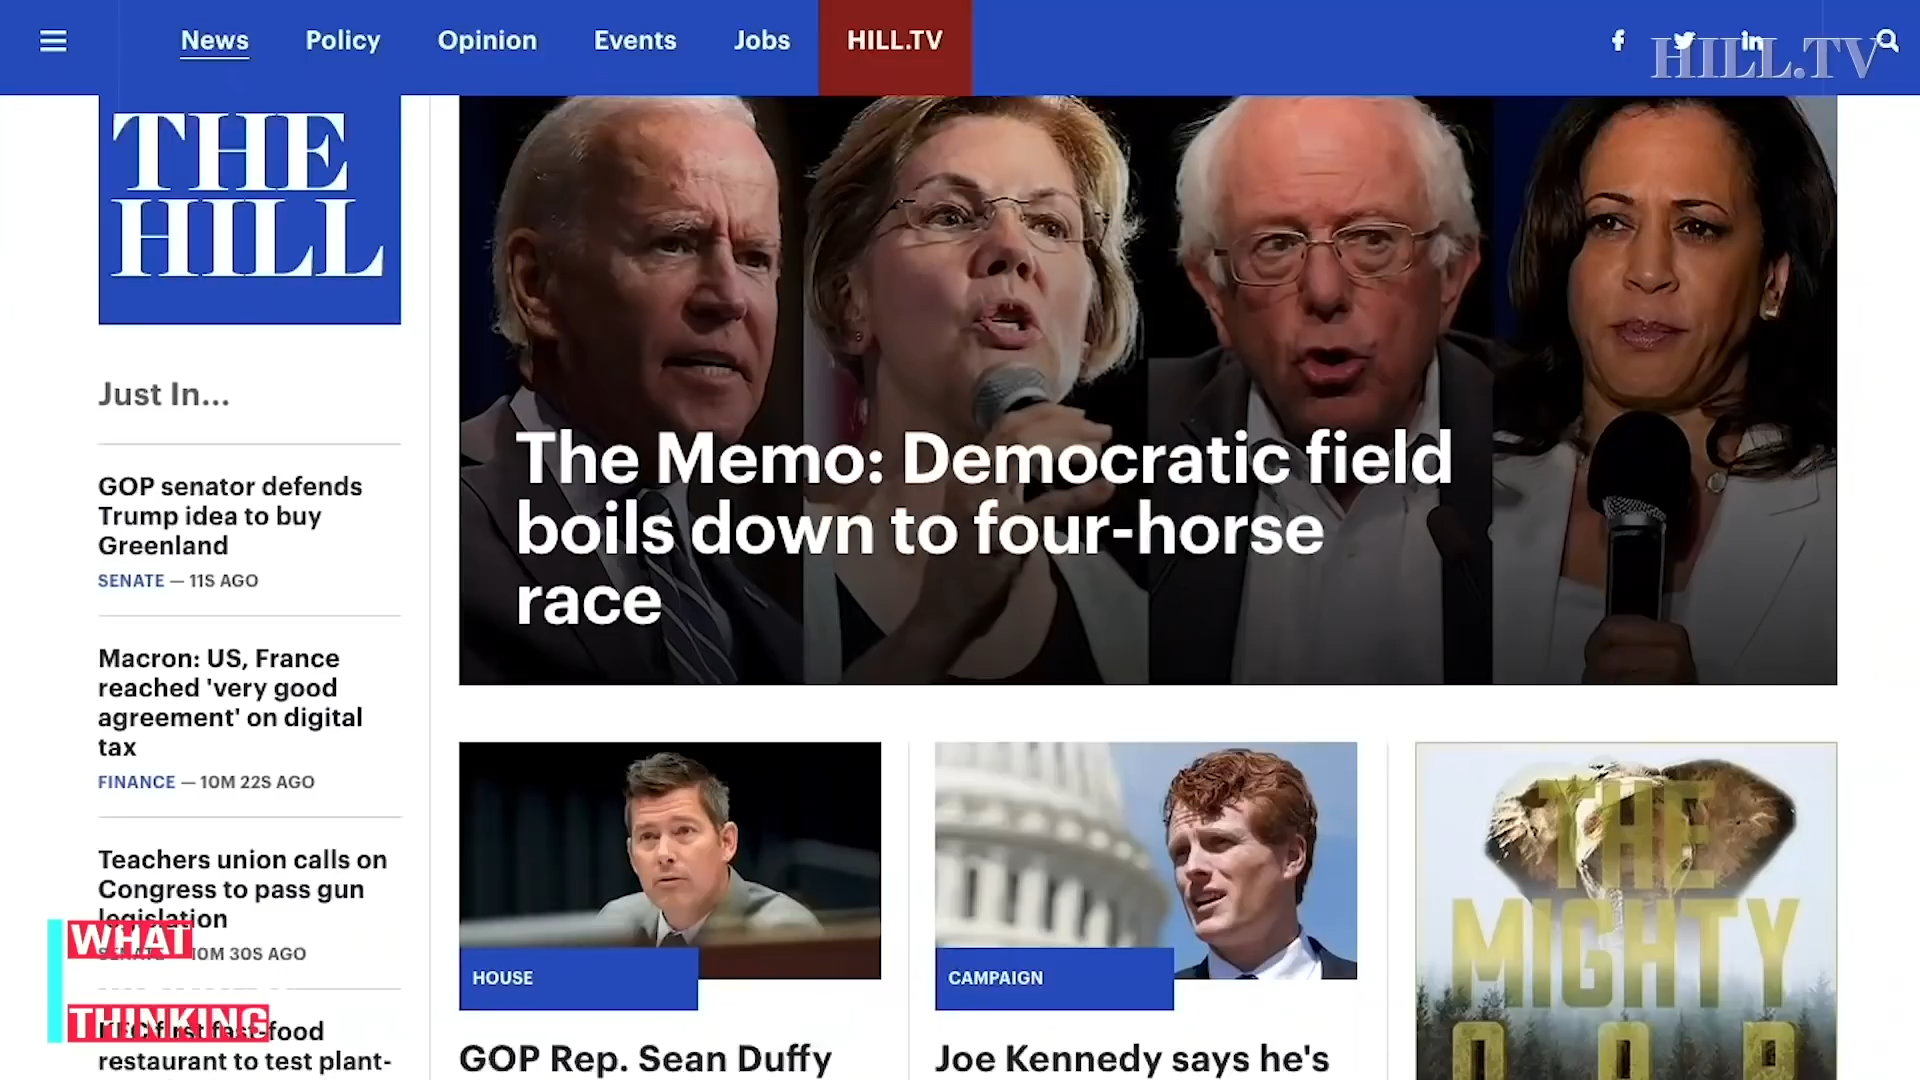 News
Policy
Opinion
Events
Jobs
HILL.TV
HILL.TV
THE
HILL
Just In...
GOP senator defends
Trump idea to buy
Greenland
SENATE — 11S AGO
Macron: US, France
reached 'very good
agreement' on digital
tax
FINANCE — 10M 22S AGO
Teachers union calls on
Congress to pass gun
legislation
SENATE — 10M 30S AGO
KFC first fast-food
restaurant to test plant-
WHAT
THINKING
The Memo: Democratic field
boils down to four-horse
race
HOUSE
GOP Rep. Sean Duffy
CAMPAIGN
Joe Kennedy says he's
THE
MIGHTY